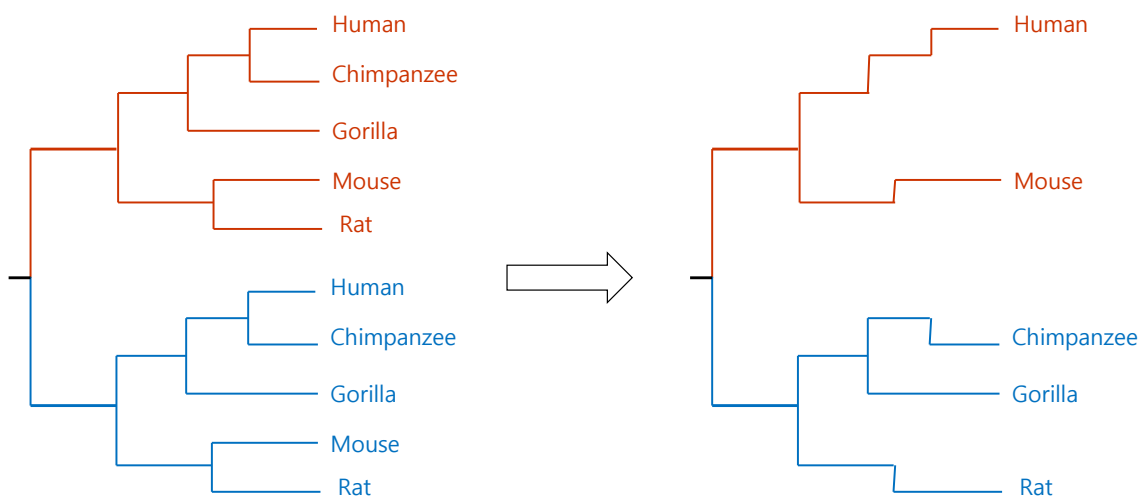 Human
Chimpanzee
Gorilla
Mouse
Rat
Human
Chimpanzee
Gorilla
Mouse
Rat
Human
Mouse
Chimpanzee
Gorilla
Rat